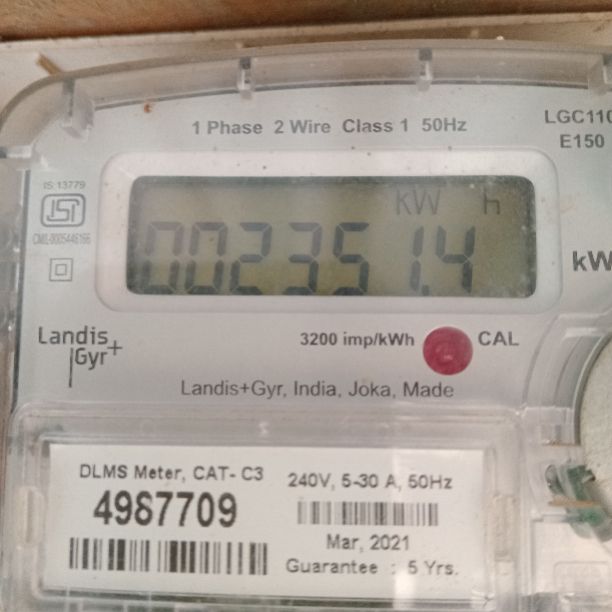 1 Phase 2 Wire Class 1 50Hz
LGC110
E150
IS 13779
ISI
kW h
002351.4
kW
Landis
Gyr+
3200 imp/kWh
CAL
Landis+Gyr, India, Joka, Made
DLMS Meter, CAT- C3
4987709
240V, 5-30 A, 50Hz
Mar, 2021
Guarantee : 5 Yrs.